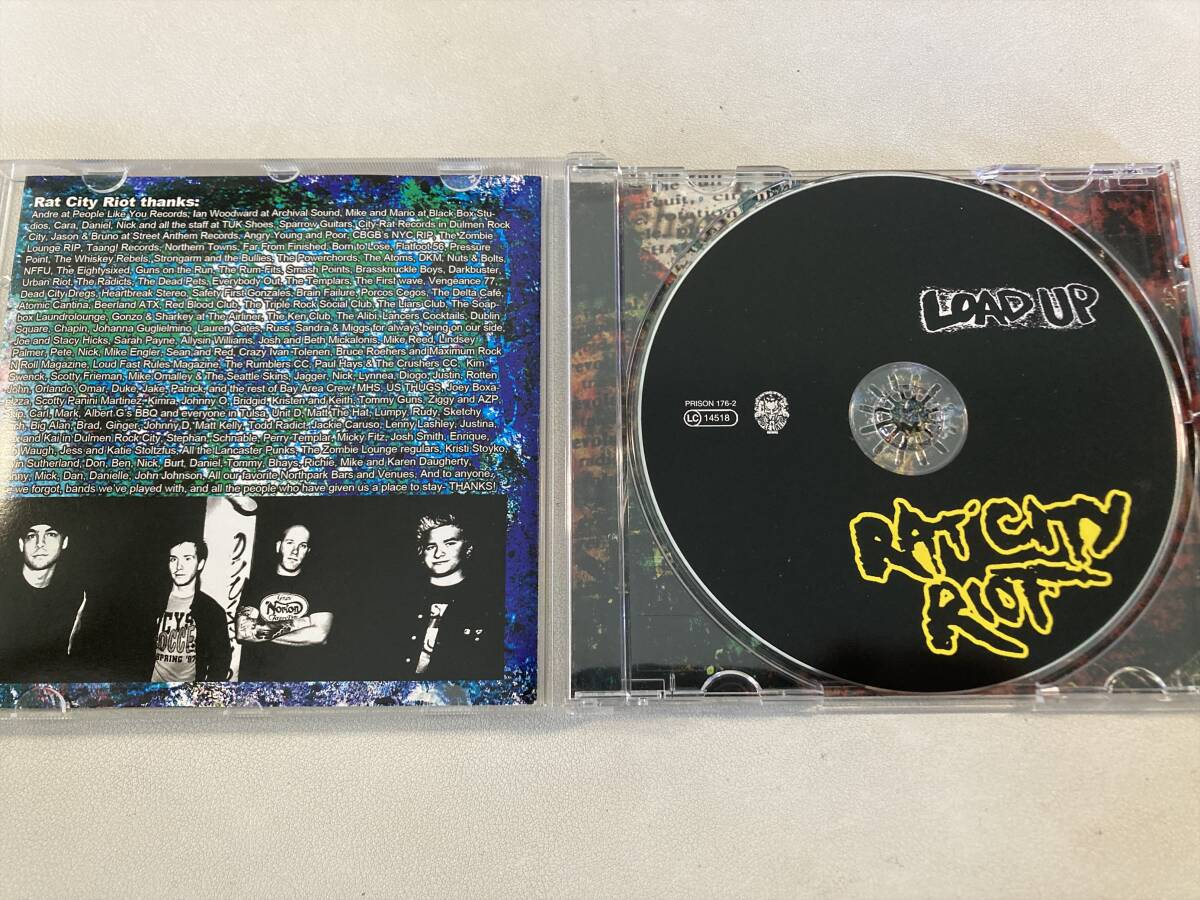 Rat City Riot thanks:
Andre at People Like You Records, Ian Woodward at Archival Sound, Mike and Mario at Black Box Stu-
dios, Cara, Daniel, Nick and all the staff at TUK Shoes, Sparrow Guitars, City-Rat Records in Dulmen Rock
City, Jason & Bruno at Street Anthem Records, Angry Young and Poor, CBGB's NYC RIP, The Zombie
Lounge RIP, Taang! Records, Northern Towns, Far From Finished, Born to Lose, Flatfoot 56, Pressure
Point, The Whiskey Rebels, Strongarm and the Bullies, The Powerchords, The Atoms, DKM, Nuts & Bolts,
NFFU, The Eightysixed, Guns on the Run, The Rum-Fits, Smash Points, Brassknuckle Boys, Darkbuster,
Urban Riot, The Radicts, The Dead Pets, Everybody Out, The Templars, The First wave, Vengeance 77,
Dead City Dregs, Heartbreak Stereo, Safety First Gonzales, Brain Failure, Porcos Cegos, The Delta Café,
Atomic Cantina, Beerland ATX, Red Blood Club, The Triple Rock Social Club, The Liars Club, The Soap-
box Laundrolounge, Gonzo & Sharkey at The Airliner, The Ken Club, The Alibi, Lancers Cocktails, Dublin
Square, Chapin, Johanna Guglielmino, Lauren Cates, Russ, Sandra & Miggs for always being on our side,
Joe and Stacy Hicks, Sarah Payne, Allysin Williams, Josh and Beth Mickalonis, Mike Reed, Lindsey
Palmer, Pete, Nick, Mike Engler, Sean and Red, Crazy Ivan Tolenen, Bruce Roehers and Maximum Rock
N Roll Magazine, Loud Fast Rules Magazine, The Rumblers CC, Paul Hays & The Crushers CC, Kim
Swenck, Scotty Frieman, Mike Omalley & The Seattle Skins, Jagger, Nick, Lynnea, Diogo, Justin, Rotten
John, Orlando, Omar, Duke, Jake, Patrick, and the rest of Bay Area Crew, MHS, US THUGS, Joey Boxa-
Scotty Panini Martinez, Kimra, Johnny O, Bridgid, Kristen and Keith, Tommy Guns, Ziggy and AZP,
Carl, Mark, Albert G's BBQ and everyone in Tulsa, Unit D, Matt The Hat, Lumpy, Rudy, Sketchy
Big Alan, Brad, Ginger, Johnny D, Matt Kelly, Todd Radict, Jackie Caruso, Lenny Lashley, Justina,
and Kai in Dulmen Rock City, Stephan, Schnable, Perry Templar, Micky Fitz, Josh Smith, Enrique,
Waugh, Jess and Katie Stoltzfus, All the Lancaster Punks, The Zombie Lounge regulars, Kristi Stoyko,
Sutherland, Don, Ben, Nick, Burt, Daniel, Tommy, Bhays, Richie, Mike and Karen Daugherty,
Mick, Dan, Danielle, John Johnson, All our favorite Northpark Bars and Venues, And to anyone,
we forgot, bands we've played with, and all the people who have given us a place to stay THANKS!
Norton
SPRING '07
LOAD UP
PRISON 176-2
LC 14518
RAT CITY
RIOT